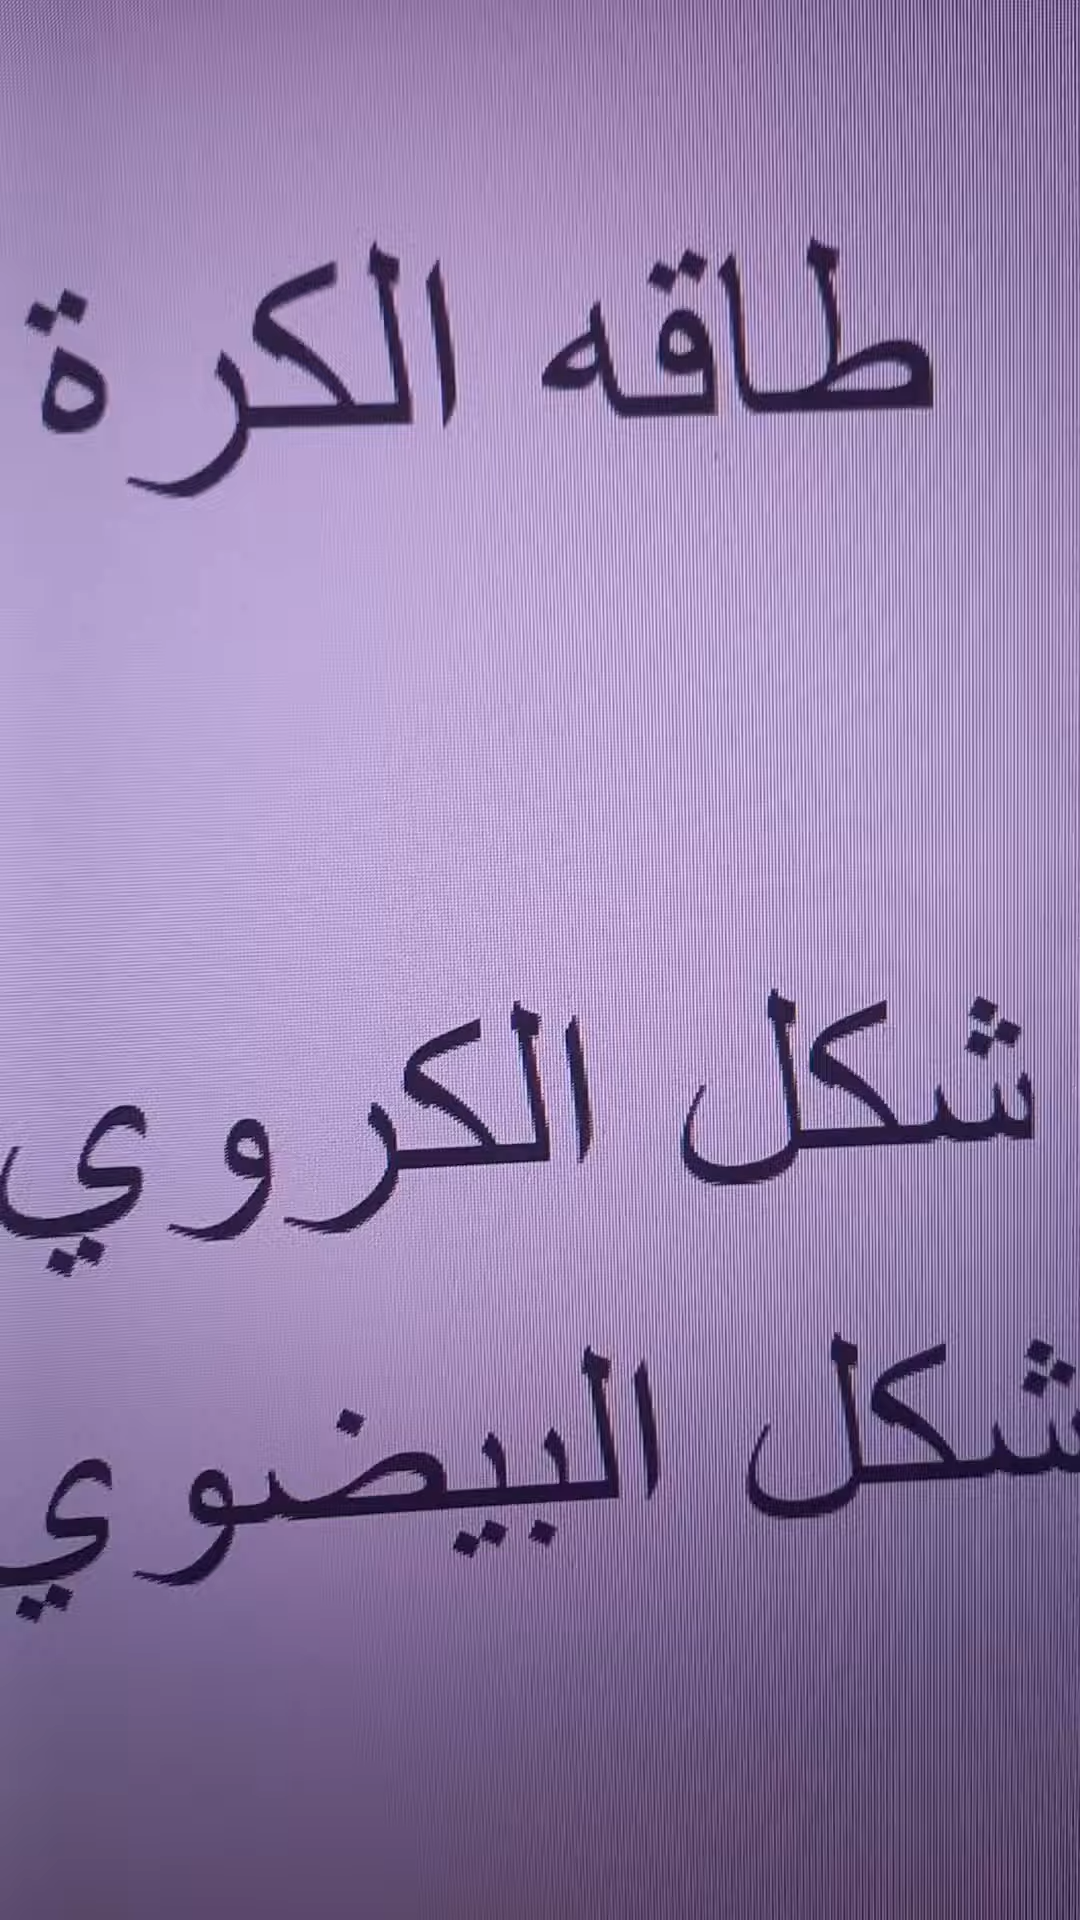 طاقه الكرة
شكل الكروي
شكل البيضوي